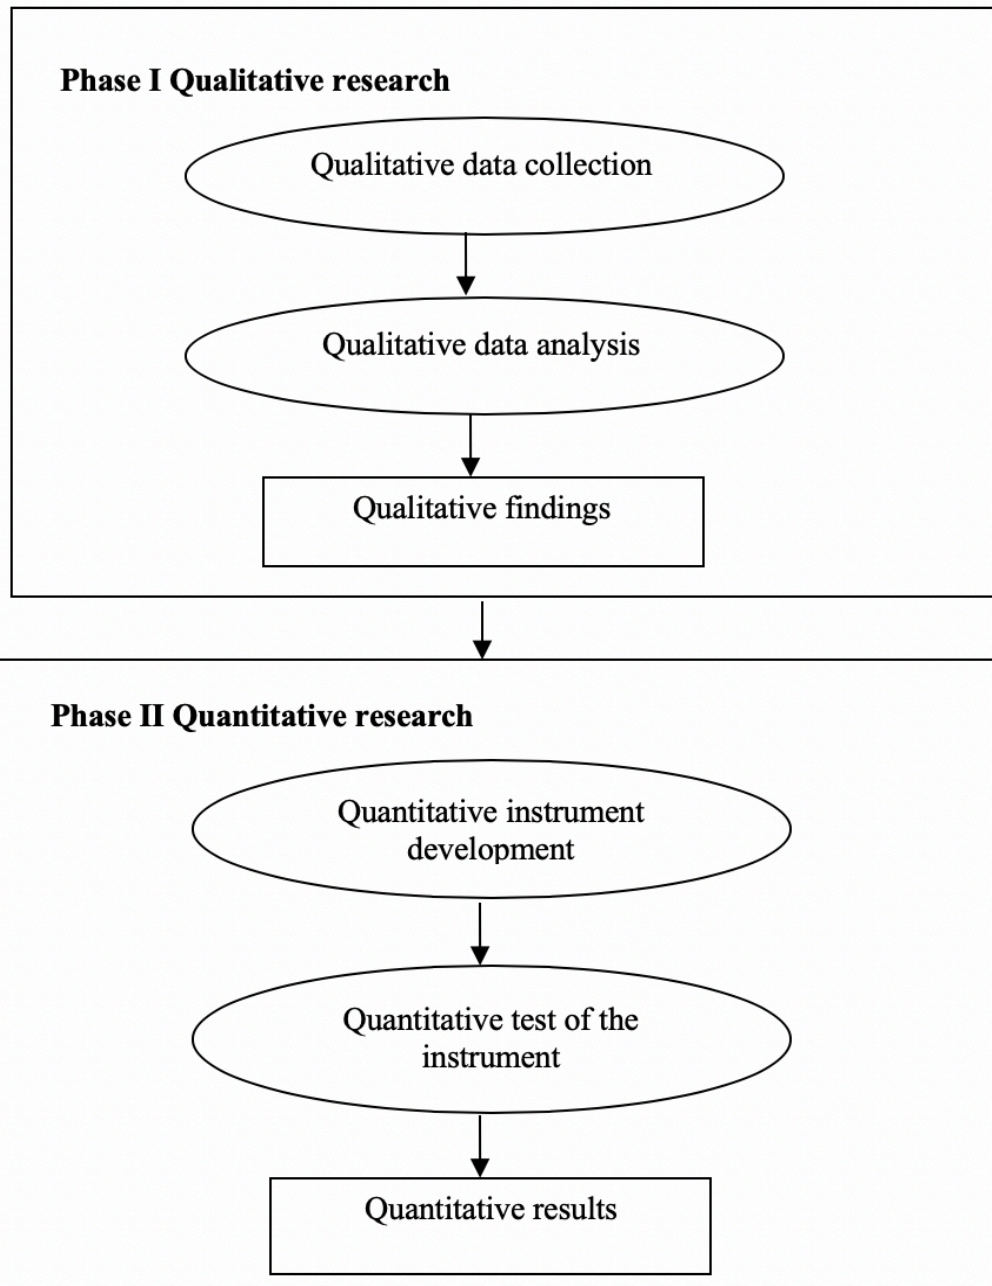 Phase I Qualitative research
Qualitative data collection
Qualitative data analysis
Qualitative findings
Phase II Quantitative research
Quantitative instrument
development
Quantitative test of the
instrument
Quantitative results